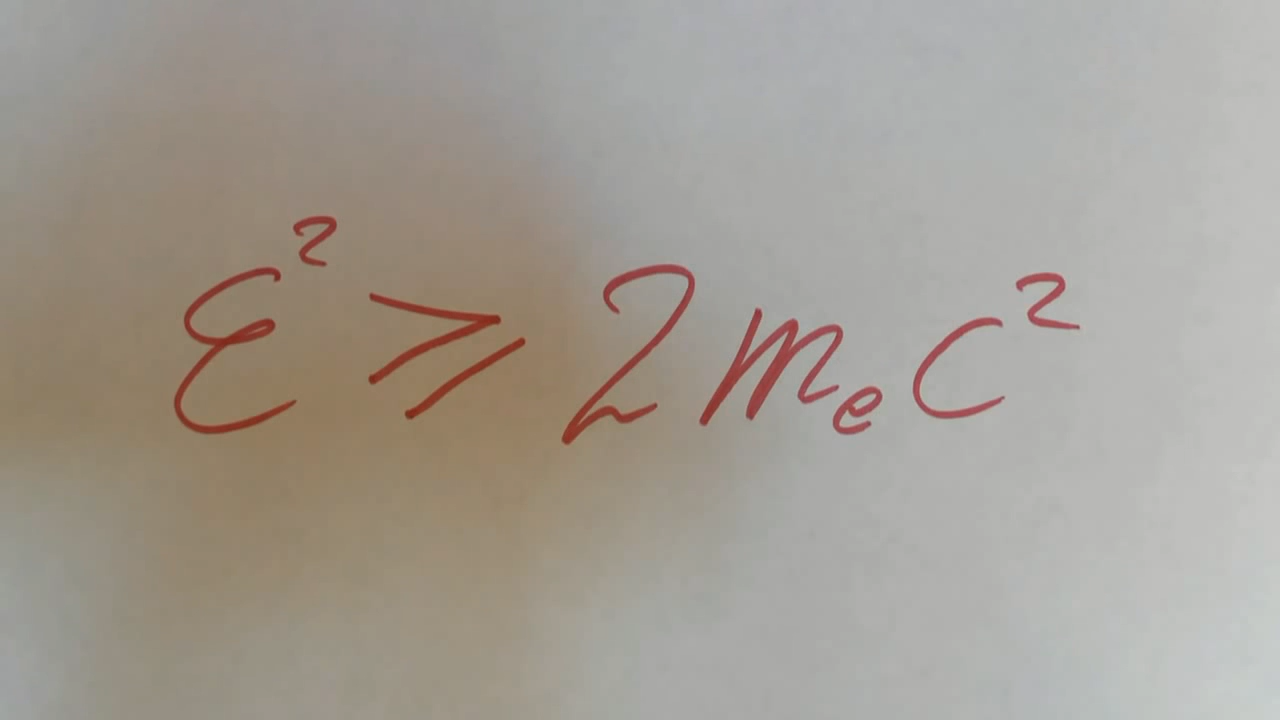 ℰ² ⩾ 2mₑc²